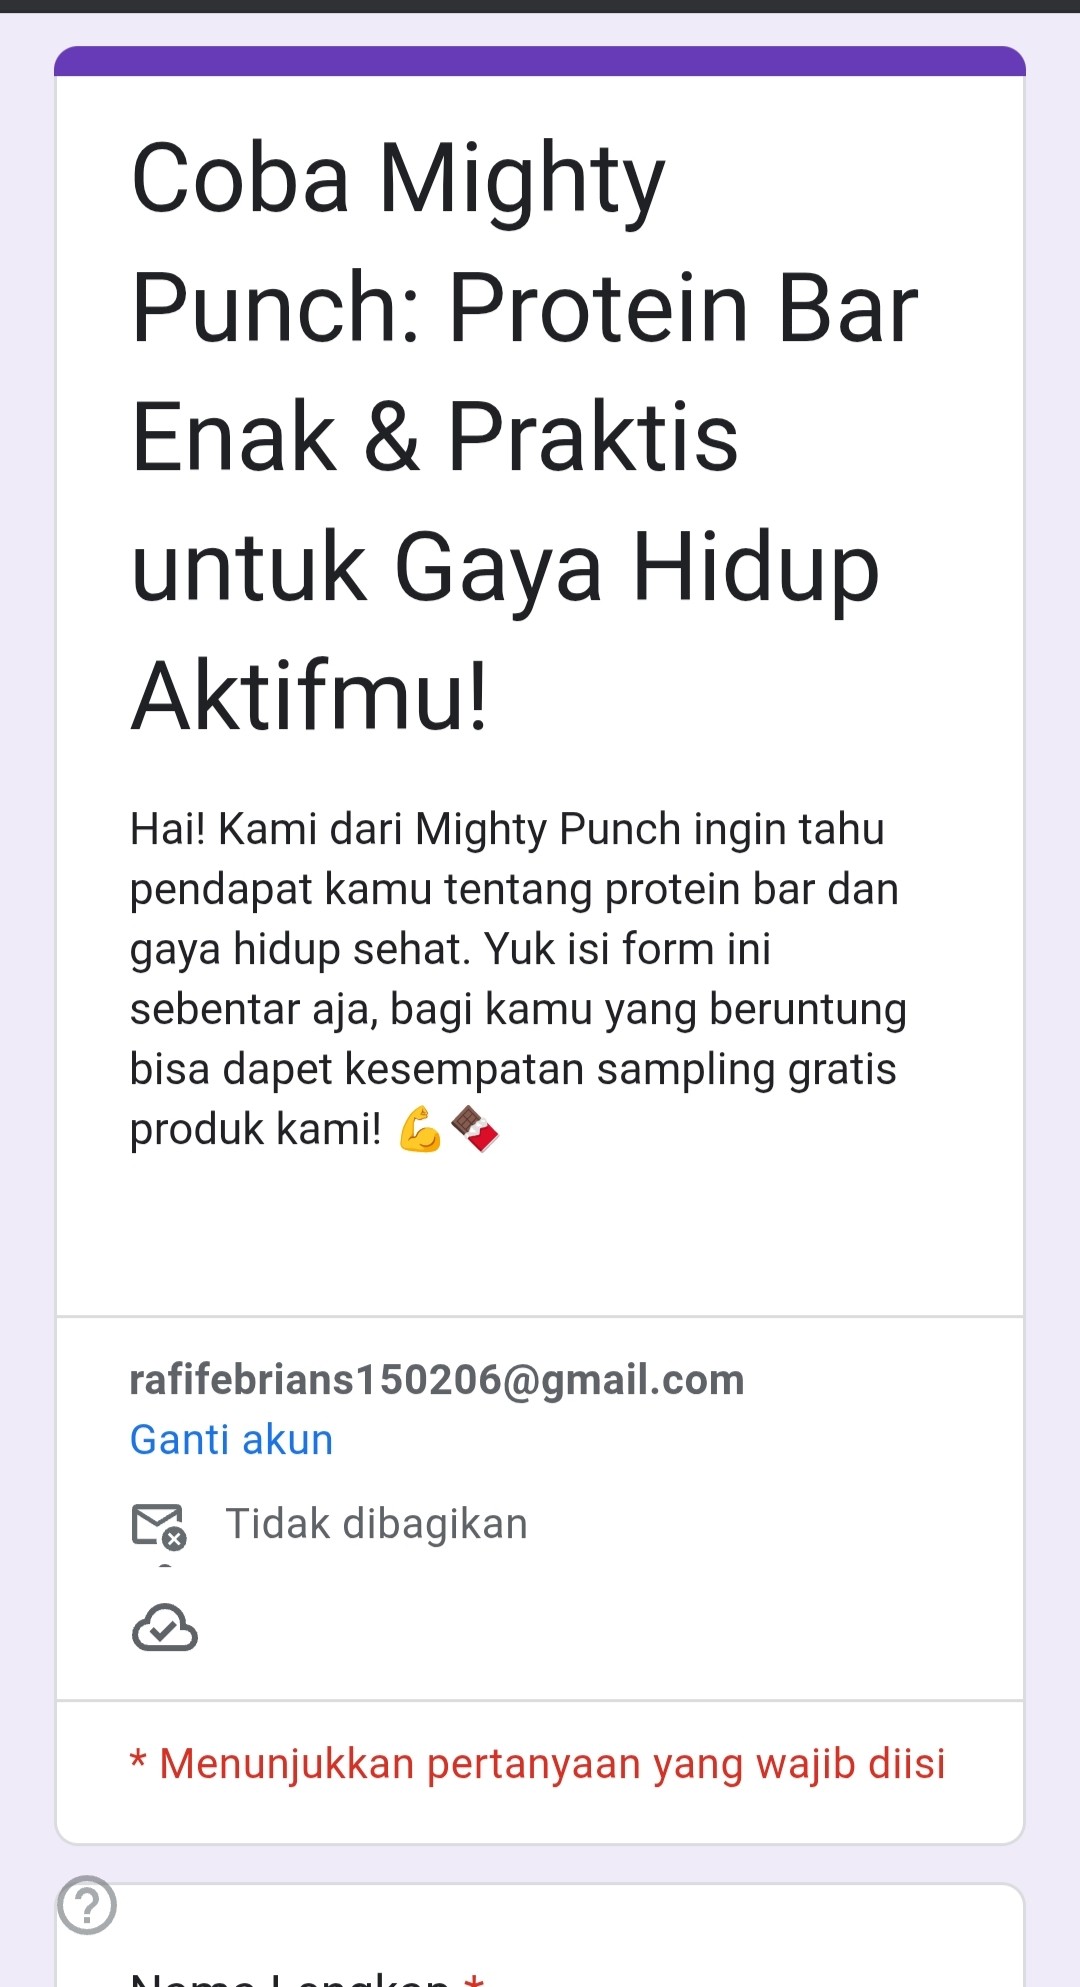 Coba Mighty
Punch: Protein Bar
Enak & Praktis
untuk Gaya Hidup
Aktifmu!
Hai! Kami dari Mighty Punch ingin tahu
pendapat kamu tentang protein bar dan
gaya hidup sehat. Yuk isi form ini
sebentar aja, bagi kamu yang beruntung
bisa dapet kesempatan sampling gratis
produk kami! 💪🍫
rafifebrians150206@gmail.com
Ganti akun
Tidak dibagikan
* Menunjukkan pertanyaan yang wajib diisi
Nama Lengkap *